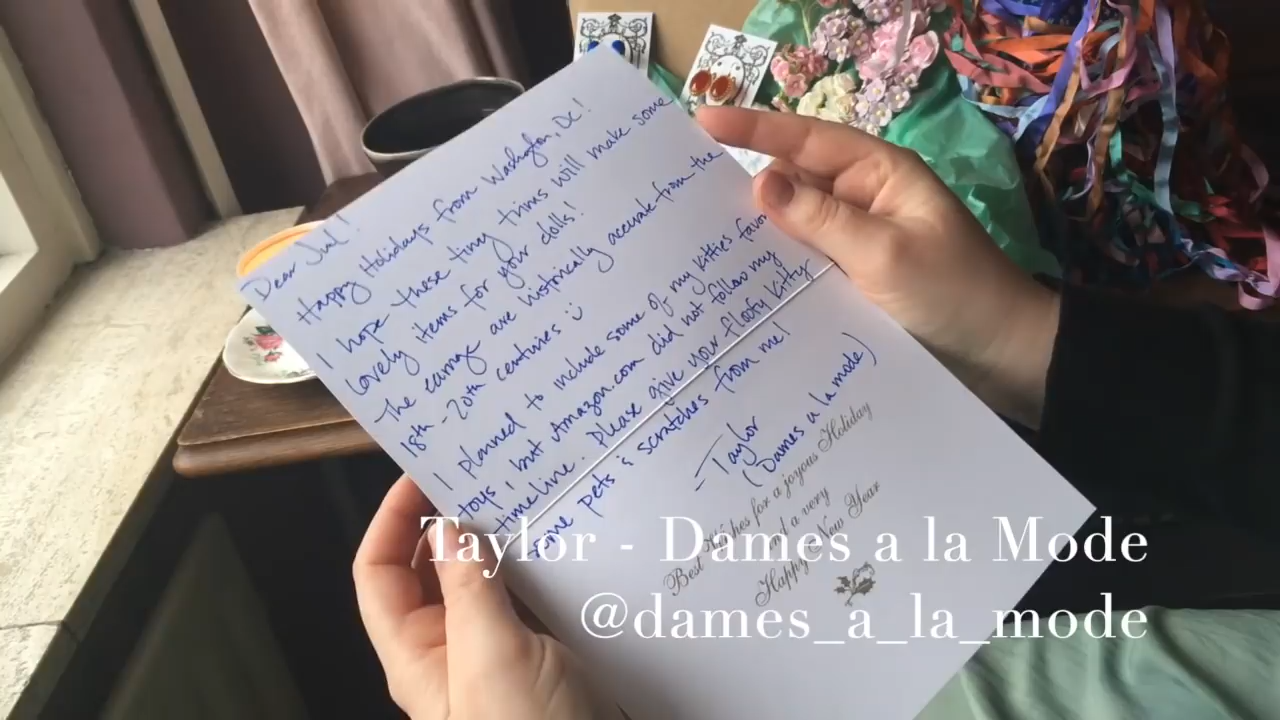 Dear Jul!
Happy Holidays from Washington, DC!
I hope these tiny trims will make some
lovely items for your dolls!
The earings are historically accurate from the
18th-20th centuries :)
I planned to include some of my kitties favor
toys, but Amazon.com did not follow my
timeline. Please give your floofy kitty
some pets & scratches from me!
- Taylor
(Dames a la mode)
Best Wishes for a joyous Holiday
and a very
Happy New Year
Taylor - Dames a la Mode
@dames_a_la_mode